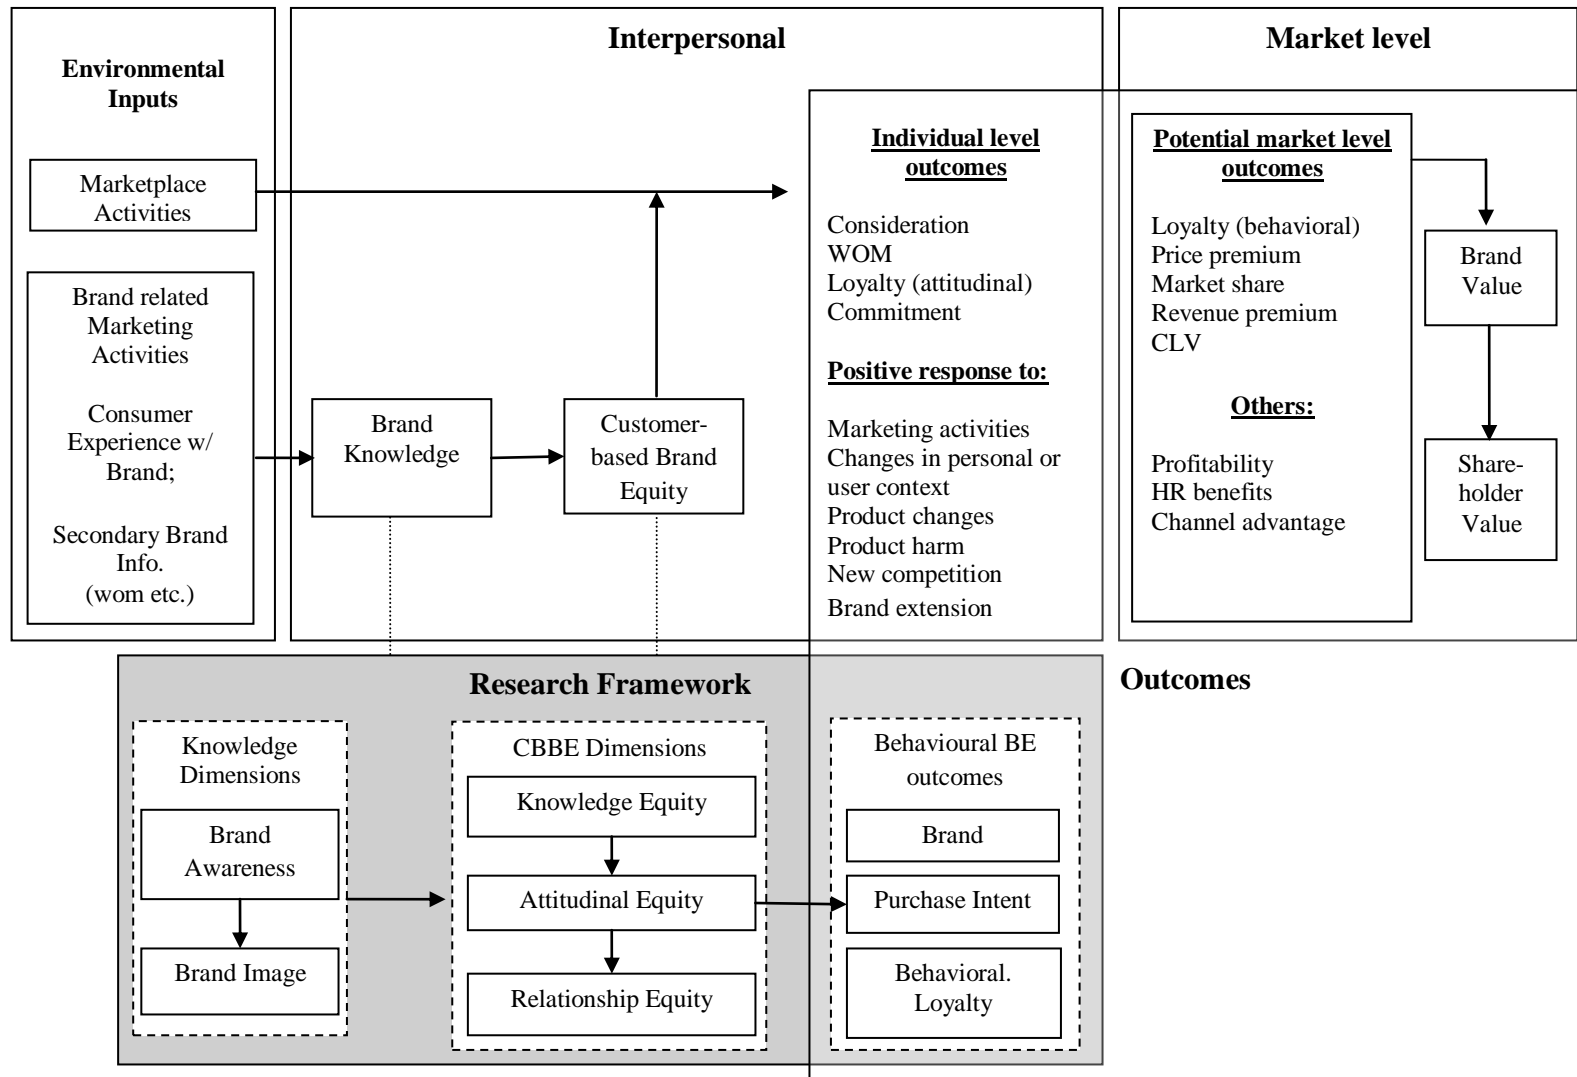 Environmental
Inputs
Marketplace
Activities
Brand related
Marketing
Activities
Consumer
Experience w/
Brand;
Secondary Brand
Info.
(wom etc.)
Interpersonal
Brand
Knowledge
Customer-
based Brand
Equity
Individual level
outcomes
Consideration
WOM
Loyalty (attitudinal)
Commitment
Positive response to:
Marketing activities
Changes in personal or
user context
Product changes
Product harm
New competition
Brand extension
Market level
Potential market level
outcomes
Loyalty (behavioral)
Price premium
Market share
Revenue premium
CLV
Others:
Profitability
HR benefits
Channel advantage
Brand
Value
Share-
holder
Value
Research Framework
Outcomes
Knowledge
Dimensions
Brand
Awareness
Brand Image
CBBE Dimensions
Knowledge Equity
Attitudinal Equity
Relationship Equity
Behavioural BE
outcomes
Brand
Purchase Intent
Behavioral.
Loyalty